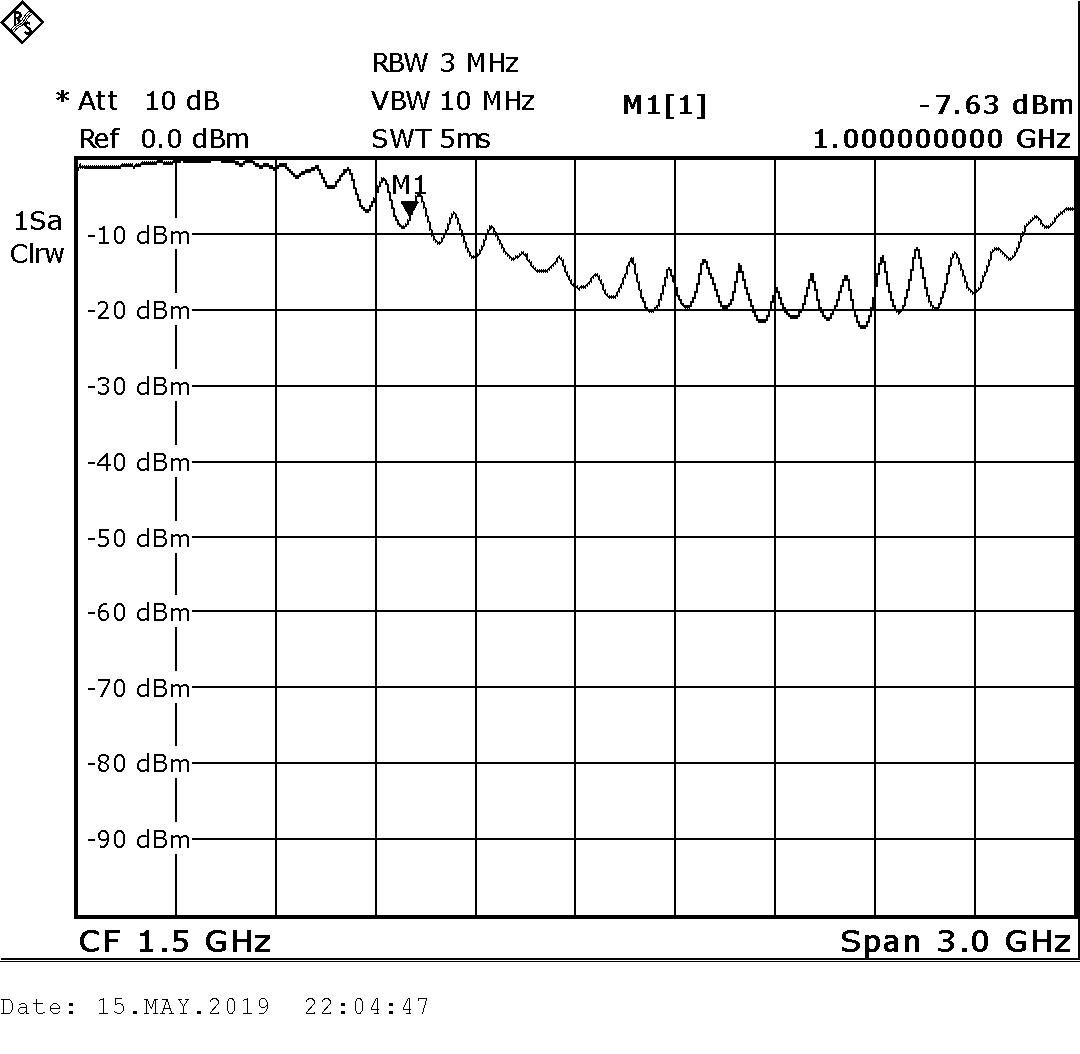 RS
RBW 3 MHz
* Att 10 dB VBW 10 MHz M1[1] -7.63 dBm
Ref 0.0 dBm SWT 5ms 1.000000000 GHz
M1
1Sa
Clrw
-10 dBm
-20 dBm
-30 dBm
-40 dBm
-50 dBm
-60 dBm
-70 dBm
-80 dBm
-90 dBm
CF 1.5 GHz Span 3.0 GHz
Date: 15.MAY.2019 22:04:47